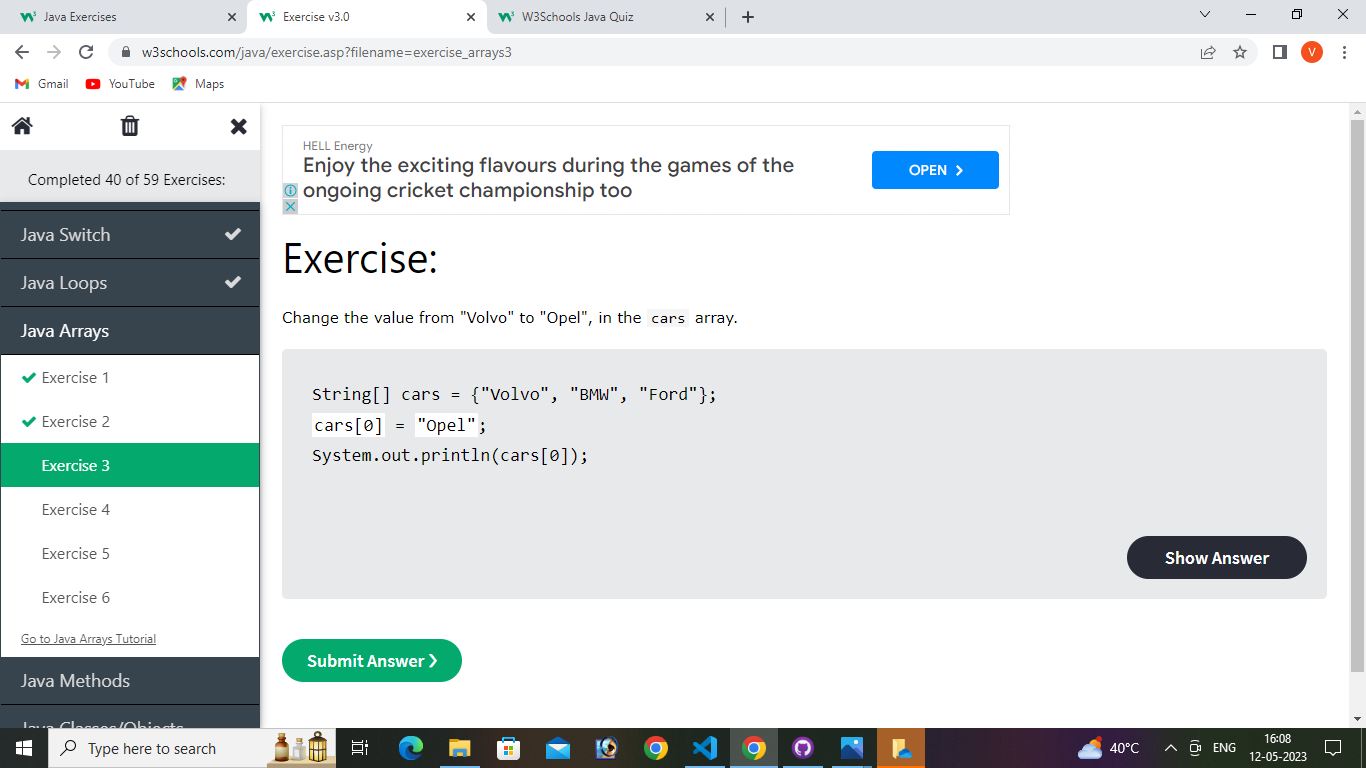 Java Exercises
Exercise v3.0
W3Schools Java Quiz
w3schools.com/java/exercise.asp?filename=exercise_arrays3
V
Gmail
YouTube
Maps
Completed 40 of 59 Exercises:
Java Switch
Java Loops
Java Arrays
Exercise 1
Exercise 2
Exercise 3
Exercise 4
Exercise 5
Exercise 6
Go to Java Arrays Tutorial
Java Methods
Java Classes/Objects
HELL Energy
Enjoy the exciting flavours during the games of the
ongoing cricket championship too
OPEN
Exercise:
Change the value from "Volvo" to "Opel", in the cars array.
String[] cars = {"Volvo", "BMW", "Ford"};
cars[0] = "Opel";
System.out.println(cars[0]);
Show Answer
Submit Answer ❯
Type here to search
40°C
ENG
16:08
12-05-2023